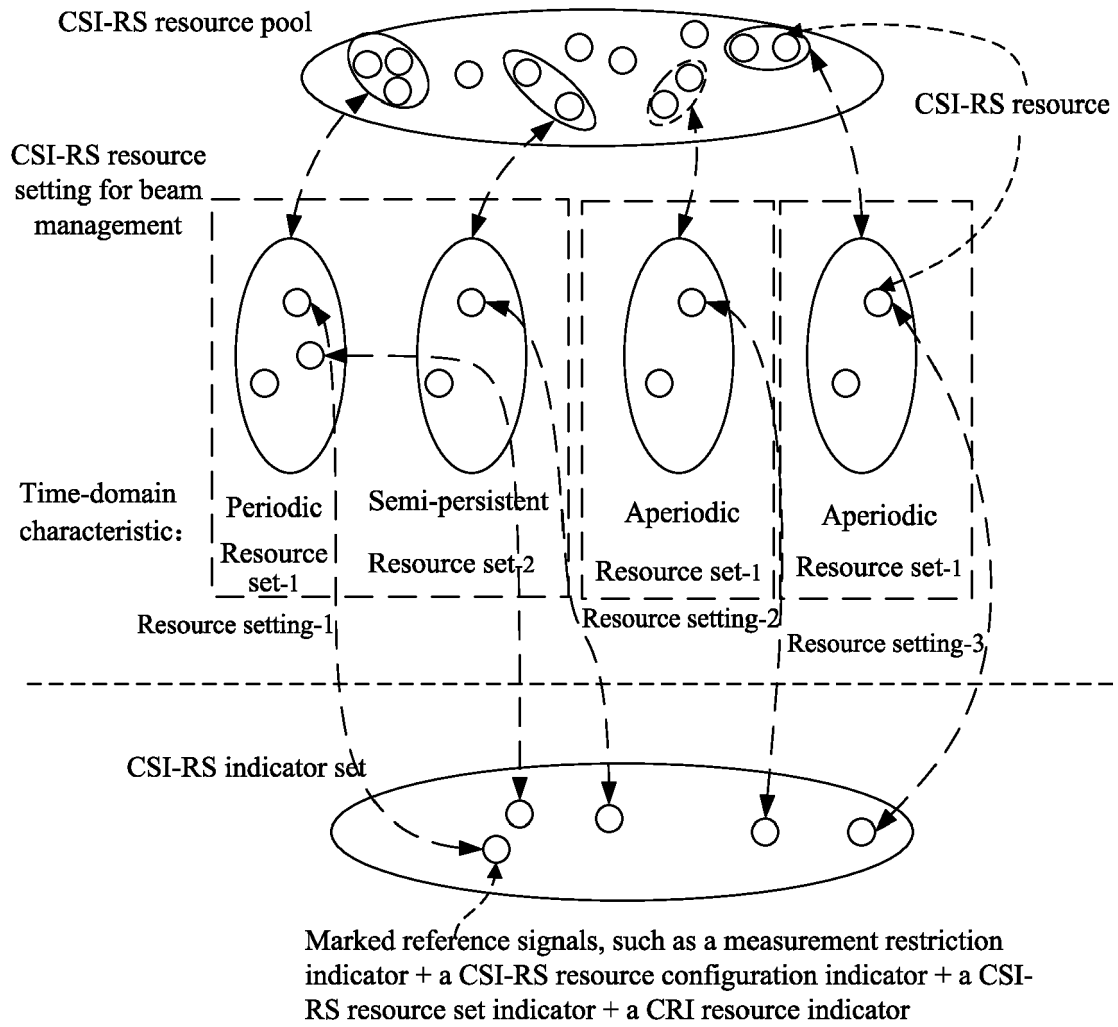 CSI-RS resource pool
CSI-RS resource
CSI-RS resource
setting for beam
management
Time-domain
characteristic:
Periodic
Resource
set-1
Semi-persistent
Resource set-2
Aperiodic
Resource set-1
Aperiodic
Resource set-1
Resource setting-1
Resource setting-2
Resource setting-3
CSI-RS indicator set
Marked reference signals, such as a measurement restriction
indicator + a CSI-RS resource configuration indicator + a CSI-
RS resource set indicator + a CRI resource indicator